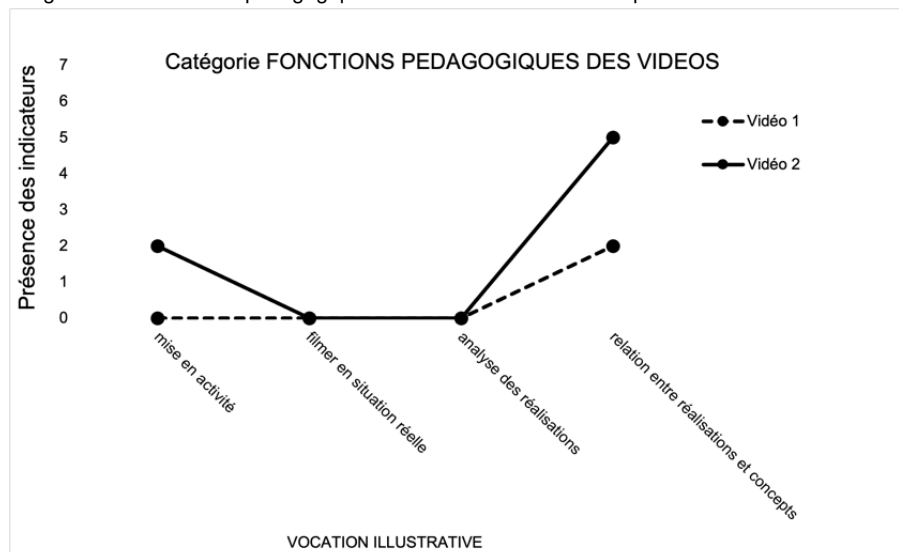 Catégorie FONCTIONS PEDAGOGIQUES DES VIDEOS
Présence des indicateurs
7
6
5
4
3
2
1
0
Vidéo 1
Vidéo 2
mise en activité
filmer en situation réelle
analyse des réalisations
relation entre réalisations et concepts
VOCATION ILLUSTRATIVE